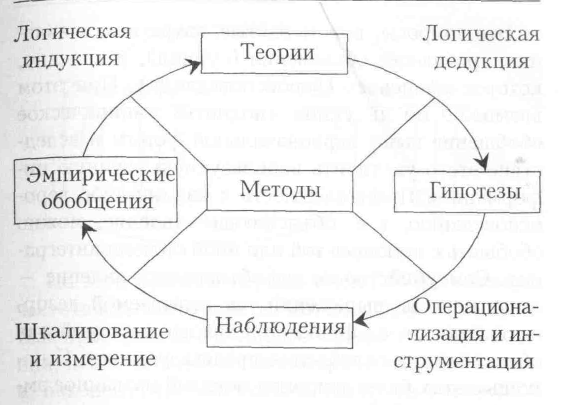 Логическая
индукция
Теории
Логическая
дедукция
Эмпирические
обобщения
Методы
Гипотезы
Шкалирование
и измерение
Наблюдения
Операциона-
лизация и ин-
струментация